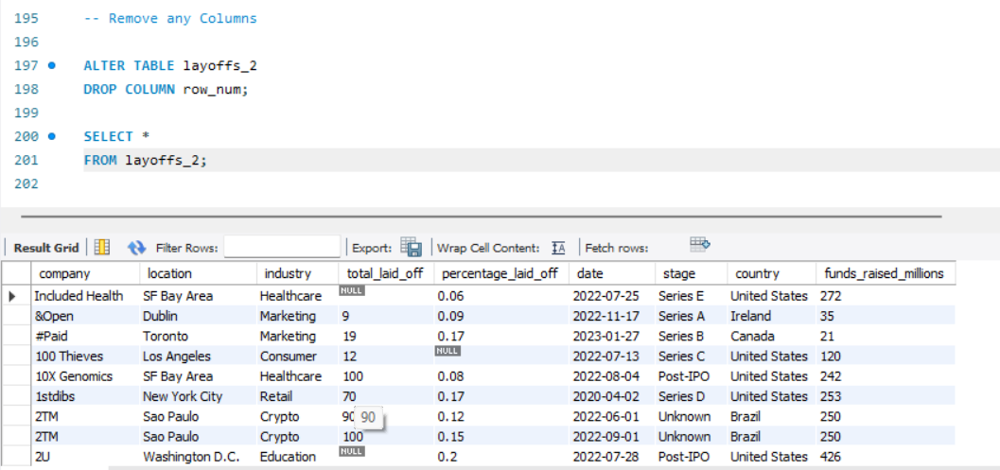 195 -- Remove any Columns
196
197 ALTER TABLE layoffs_2
198 DROP COLUMN row_num;
199
200 SELECT *
201 FROM layoffs_2;
202
Result Grid Filter Rows: Export: Wrap Cell Content: IA Fetch rows:
company location industry total_laid_off percentage_laid_off date stage country funds_raised_millions
Included Health SF Bay Area Healthcare NULL 0.06 2022-07-25 Series E United States 272
&Open Dublin Marketing 9 0.09 2022-11-17 Series A Ireland 35
#Paid Toronto Marketing 19 0.17 2023-01-27 Series B Canada 21
100 Thieves Los Angeles Consumer 12 NULL 2022-07-13 Series C United States 120
10X Genomics SF Bay Area Healthcare 100 0.08 2022-08-04 Post-IPO United States 242
1stdibs New York City Retail 70 0.17 2020-04-02 Series D United States 253
2TM Sao Paulo Crypto 90 90 0.12 2022-06-01 Unknown Brazil 250
2TM Sao Paulo Crypto 100 0.15 2022-09-01 Unknown Brazil 250
2U Washington D.C. Education NULL 0.2 2022-07-28 Post-IPO United States 426